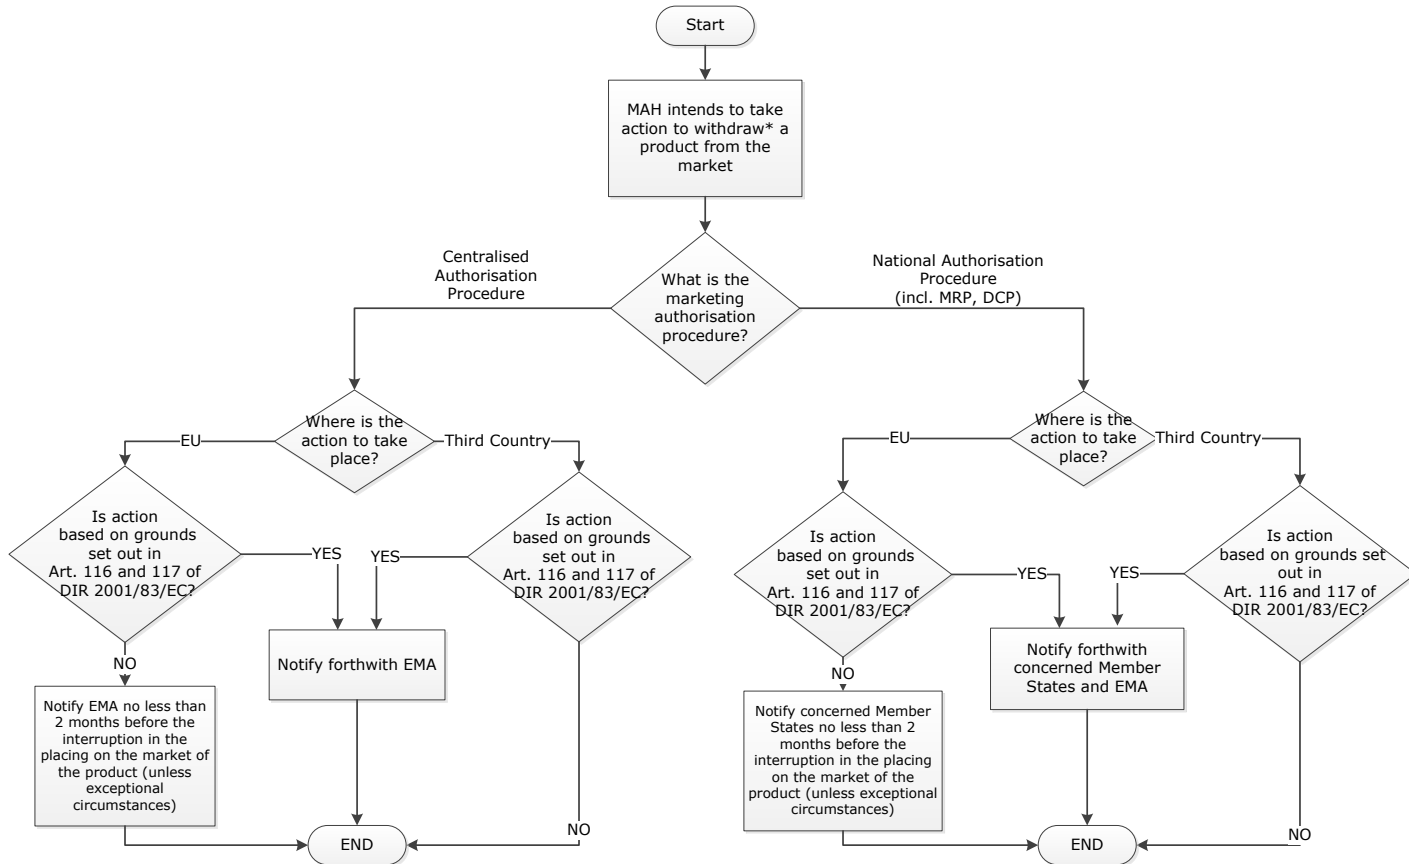 Start
MAH intends to take
action to withdraw* a
product from the
market
Centralised
Authorisation
Procedure
What is the
marketing
authorisation
procedure?
National Authorisation
Procedure
(incl. MRP, DCP)
Where is the
action to take
place?
EU
Third Country
Is action
based on grounds
set out in
Art. 116 and 117 of
DIR 2001/83/EC?
YES
YES
Is action
based on grounds
set out in
Art. 116 and 117 of
DIR 2001/83/EC?
NO
Notify EMA no less than
2 months before the
interruption in the
placing on the market of
the product (unless
exceptional
circumstances)
Notify forthwith EMA
NO
END
Where is the
action to take
place?
EU
Third Country
Is action
based on grounds
set out in
Art. 116 and 117 of
DIR 2001/83/EC?
YES
YES
Is action
based on grounds set
out in
Art. 116 and 117 of
DIR 2001/83/EC?
NO
Notify concerned Member
States no less than 2
months before the
interruption in the placing
on the market of the
product (unless exceptional
circumstances)
Notify forthwith
concerned Member
States and EMA
NO
END